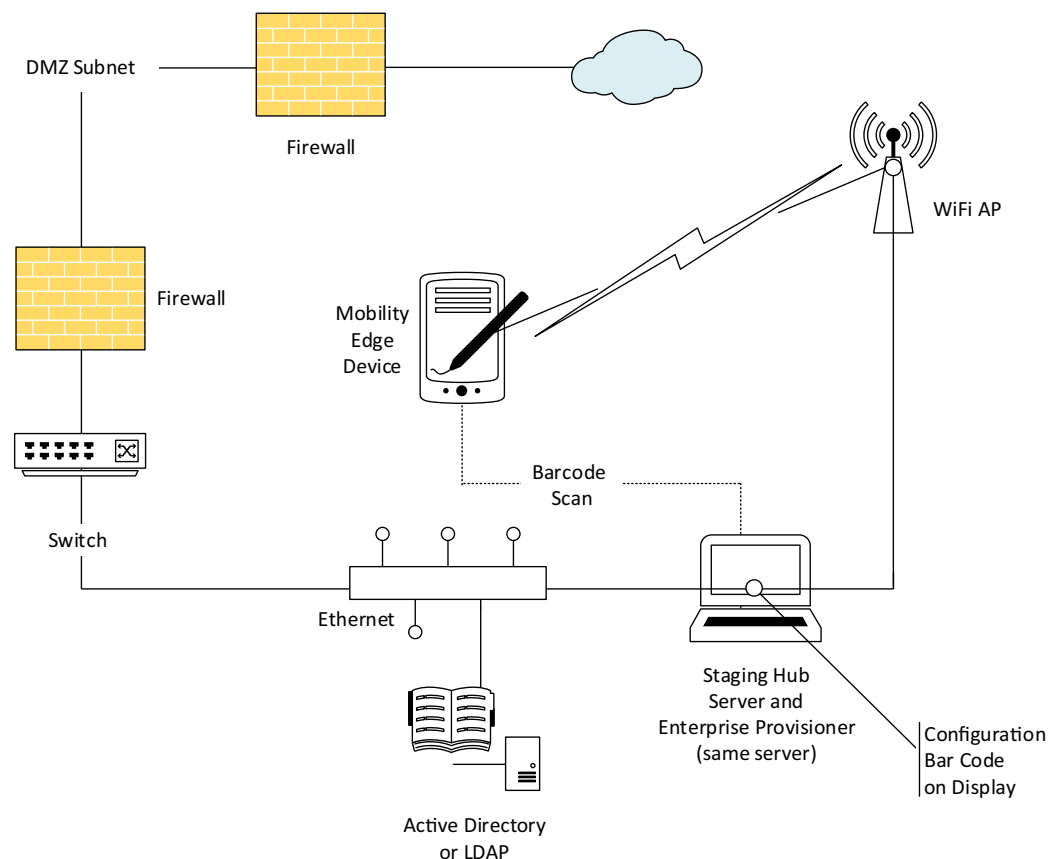 DMZ Subnet
Firewall
WiFi AP
Firewall
Mobility
Edge
Device
Barcode
Scan
Switch
Ethernet
Staging Hub
Server and
Enterprise Provisioner
(same server)
Configuration
Bar Code
on Display
Active Directory
or LDAP